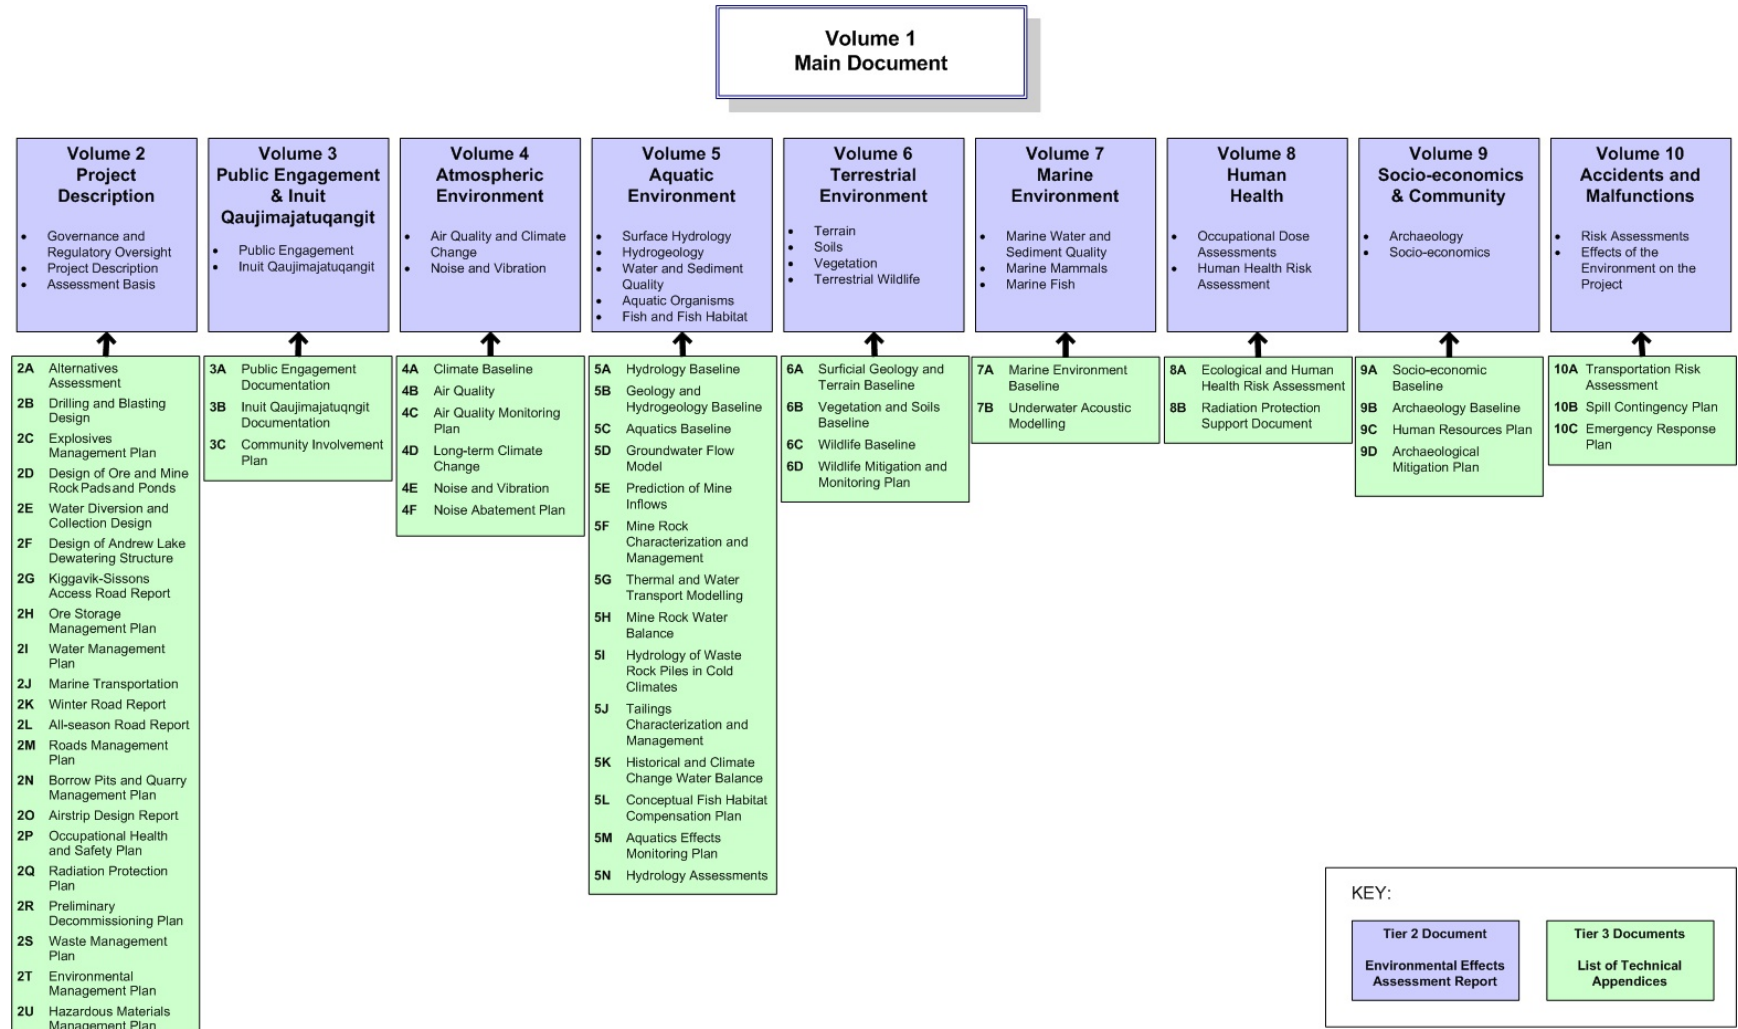 Volume 1
Main Document
Volume 2
Project
Description
• Governance and
Regulatory Oversight
• Project Description
• Assessment Basis
Volume 3
Public Engagement
& Inuit
Qaujimajatuqangit
• Public Engagement
• Inuit Qaujimajatuqangit
Volume 4
Atmospheric
Environment
• Air Quality and Climate
Change
• Noise and Vibration
Volume 5
Aquatic
Environment
• Surface Hydrology
• Hydrogeology
• Water and Sediment
Quality
• Aquatic Organisms
• Fish and Fish Habitat
Volume 6
Terrestrial
Environment
• Terrain
• Soils
• Vegetation
• Terrestrial Wildlife
Volume 7
Marine
Environment
• Marine Water and
Sediment Quality
• Marine Mammals
• Marine Fish
Volume 8
Human
Health
• Occupational Dose
Assessments
• Human Health Risk
Assessment
Volume 9
Socio-economics
& Community
• Archaeology
• Socio-economics
Volume 10
Accidents and
Malfunctions
• Risk Assessments
• Effects of the
Environment on the
Project
2A Alternatives
Assessment
2B Drilling and Blasting
Design
2C Explosives
Management Plan
2D Design of Ore and Mine
Rock Pads and Ponds
2E Water Diversion and
Collection Design
2F Design of Andrew Lake
Dewatering Structure
2G Kiggavik-Sissons
Access Road Report
2H Ore Storage
Management Plan
2I Water Management
Plan
2J Marine Transportation
2K Winter Road Report
2L All-season Road Report
2M Roads Management
Plan
2N Borrow Pits and Quarry
Management Plan
2O Airstrip Design Report
2P Occupational Health
and Safety Plan
2Q Radiation Protection
Plan
2R Preliminary
Decommissioning Plan
2S Waste Management
Plan
2T Environmental
Management Plan
2U Hazardous Materials
Management Plan
3A Public Engagement
Documentation
3B Inuit Qaujimajatuqngit
Documentation
3C Community Involvement
Plan
4A Climate Baseline
4B Air Quality
4C Air Quality Monitoring
Plan
4D Long-term Climate
Change
4E Noise and Vibration
4F Noise Abatement Plan
5A Hydrology Baseline
5B Geology and
Hydrogeology Baseline
5C Aquatics Baseline
5D Groundwater Flow
Model
5E Prediction of Mine
Inflows
5F Mine Rock
Characterization and
Management
5G Thermal and Water
Transport Modelling
5H Mine Rock Water
Balance
5I Hydrology of Waste
Rock Piles in Cold
Climates
5J Tailings
Characterization and
Management
5K Historical and Climate
Change Water Balance
5L Conceptual Fish Habitat
Compensation Plan
5M Aquatics Effects
Monitoring Plan
5N Hydrology Assessments
6A Surficial Geology and
Terrain Baseline
6B Vegetation and Soils
Baseline
6C Wildlife Baseline
6D Wildlife Mitigation and
Monitoring Plan
7A Marine Environment
Baseline
7B Underwater Acoustic
Modelling
8A Ecological and Human
Health Risk Assessment
8B Radiation Protection
Support Document
9A Socio-economic
Baseline
9B Archaeology Baseline
9C Human Resources Plan
9D Archaeological
Mitigation Plan
10A Transportation Risk
Assessment
10B Spill Contingency Plan
10C Emergency Response
Plan
KEY:
Tier 2 Document
Environmental Effects
Assessment Report
Tier 3 Documents
List of Technical
Appendices